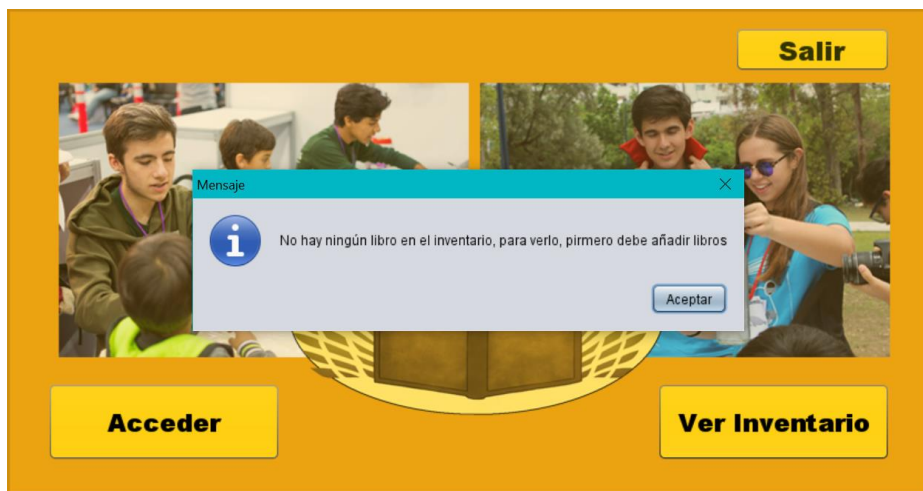 Salir
Mensaje
No hay ningún libro en el inventario, para verlo, pirmero debe añadir libros
Aceptar
Acceder
Ver Inventario